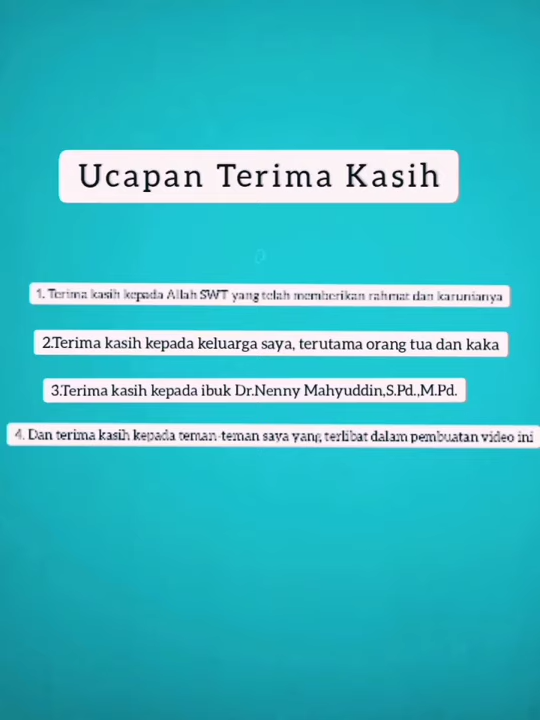 Ucapan Terima Kasih
1. Terima kasih kepada Allah SWT yang telah memberikan rahmat dan karunianya
2.Terima kasih kepada keluarga saya, terutama orang tua dan kaka
3.Terima kasih kepada ibuk Dr.Nenny Mahyuddin,S.Pd.,M.Pd.
4. Dan terima kasih kepada teman-teman saya yang terlibat dalam pembuatan video ini